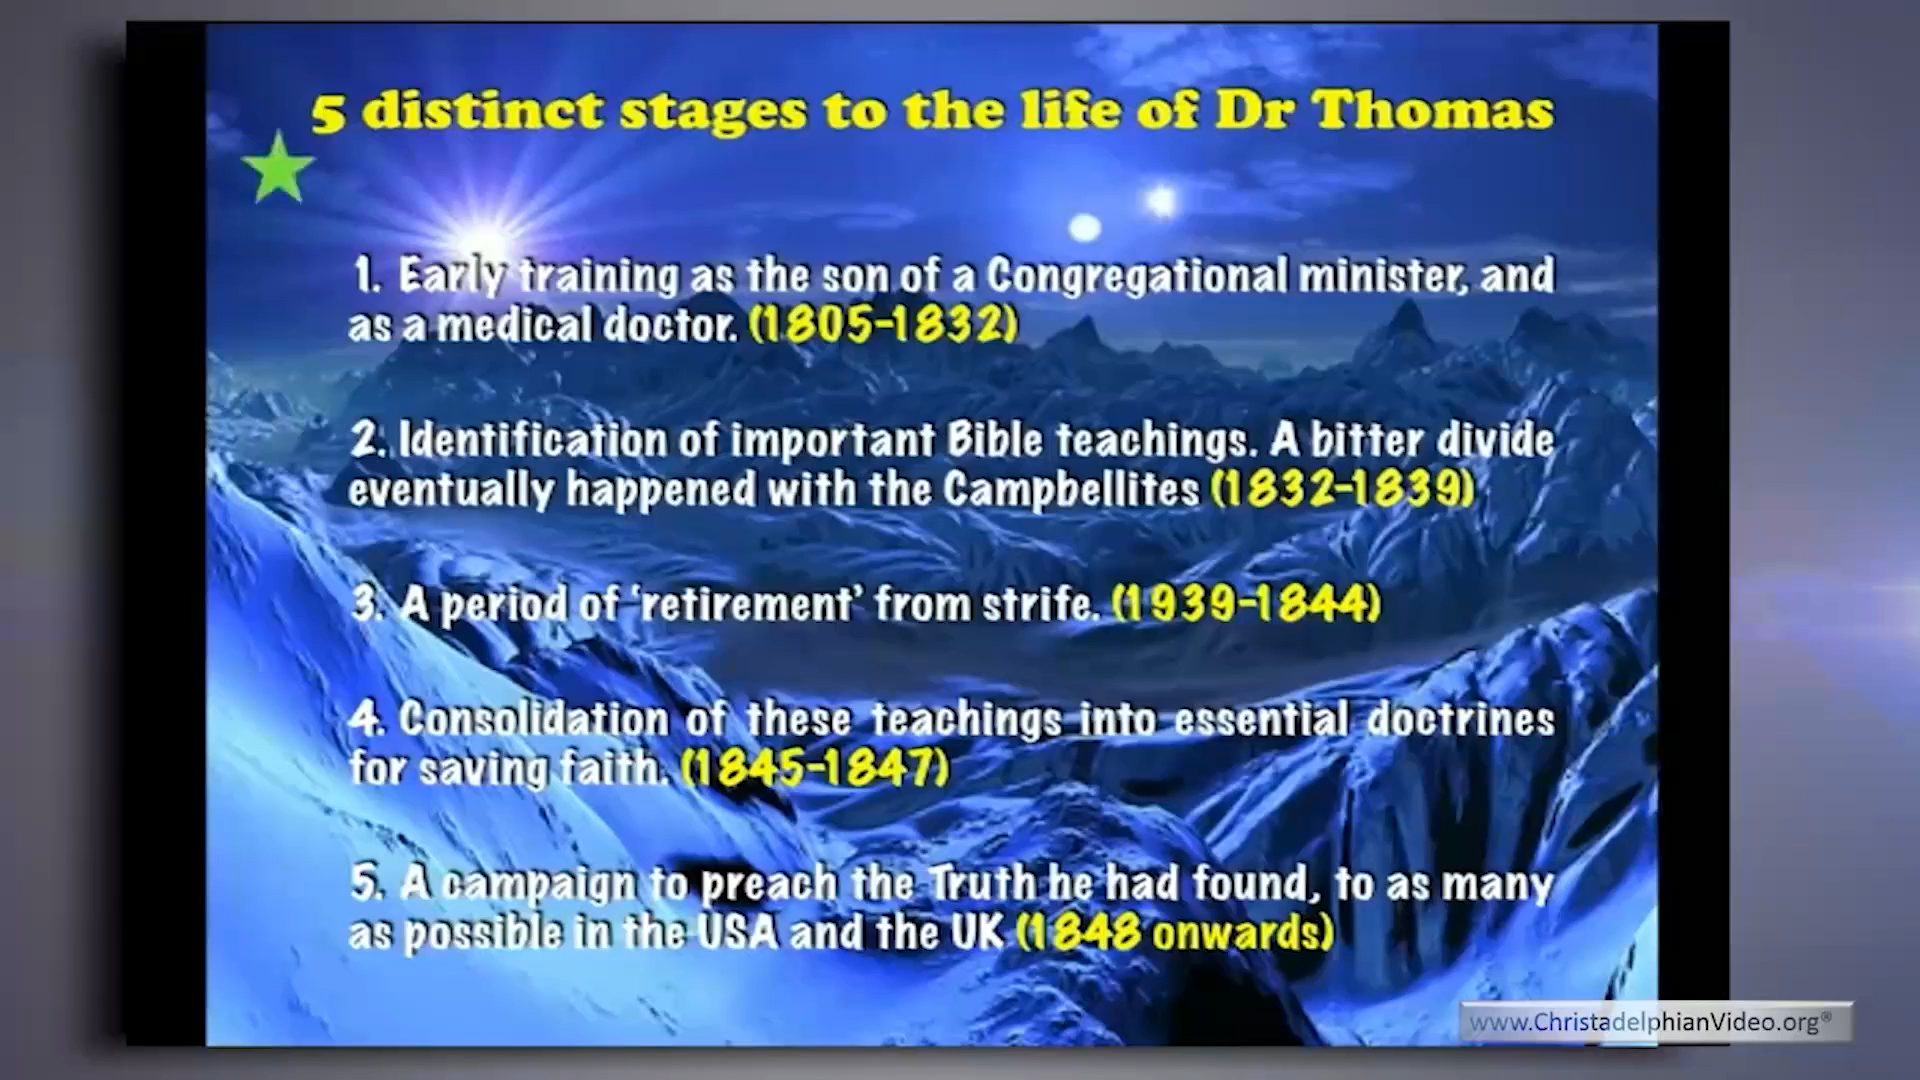 5 distinct stages to the life of Dr Thomas
1. Early training as the son of a Congregational minister, and
as a medical doctor. (1805-1832)
2. Identification of important Bible teachings. A bitter divide
eventually happened with the Campbellites (1832-1839)
3. A period of 'retirement' from strife. (1939-1844)
4. Consolidation of these teachings into essential doctrines
for saving faith. (1845-1847)
5. A campaign to preach the Truth he had found, to as many
as possible in the USA and the UK (1848 onwards)
www.ChristadelphianVideo.org®